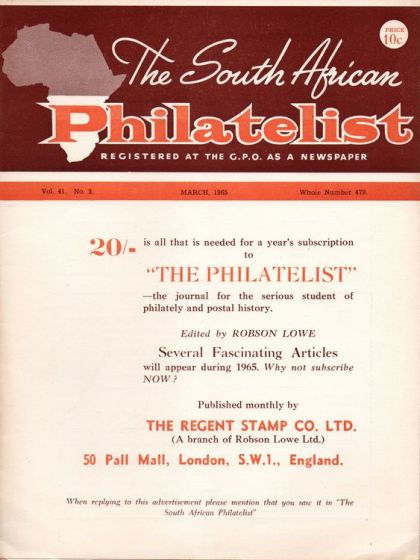 PRICE
10c
The South African
Philatelist
REGISTERED AT THE G.P.O. AS A NEWSPAPER
Vol. 41. No. 3. MARCH, 1965 Whole Number 479.
20/- is all that is needed for a year's subscription
to
"THE PHILATELIST"
—the journal for the serious student of
philately and postal history.
Edited by ROBSON LOWE
Several Fascinating Articles
will appear during 1965. Why not subscribe
NOW?
Published monthly by
THE REGENT STAMP CO. LTD.
(A branch of Robson Lowe Ltd.)
50 Pall Mall, London, S.W.1., England.
When replying to this advertisement please mention that you saw it in "The
South African Philatelist"